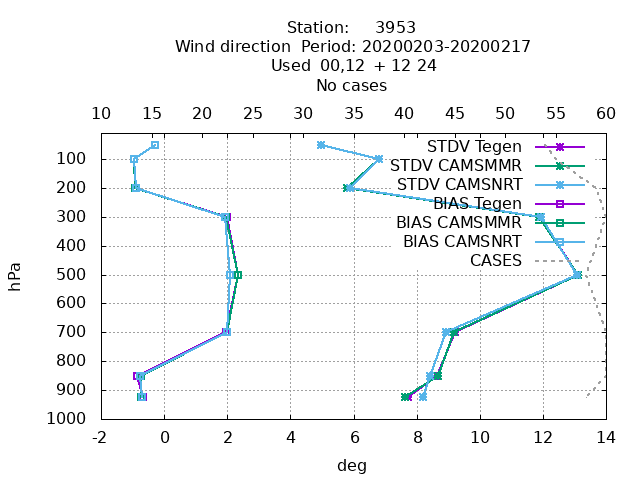 Station: 3953
Wind direction Period: 20200203-20200217
Used 00,12 + 12 24
No cases
10 15 20 25 30 35 40 45 50 55 60
STDV Tegen
STDV CAMSMMR
STDV CAMSNRT
BIAS Tegen
BIAS CAMSMMR
BIAS CAMSNRT
CASES
hPa
100
200
300
400
500
600
700
800
900
1000
-2 0 2 4 6 8 10 12 14
deg